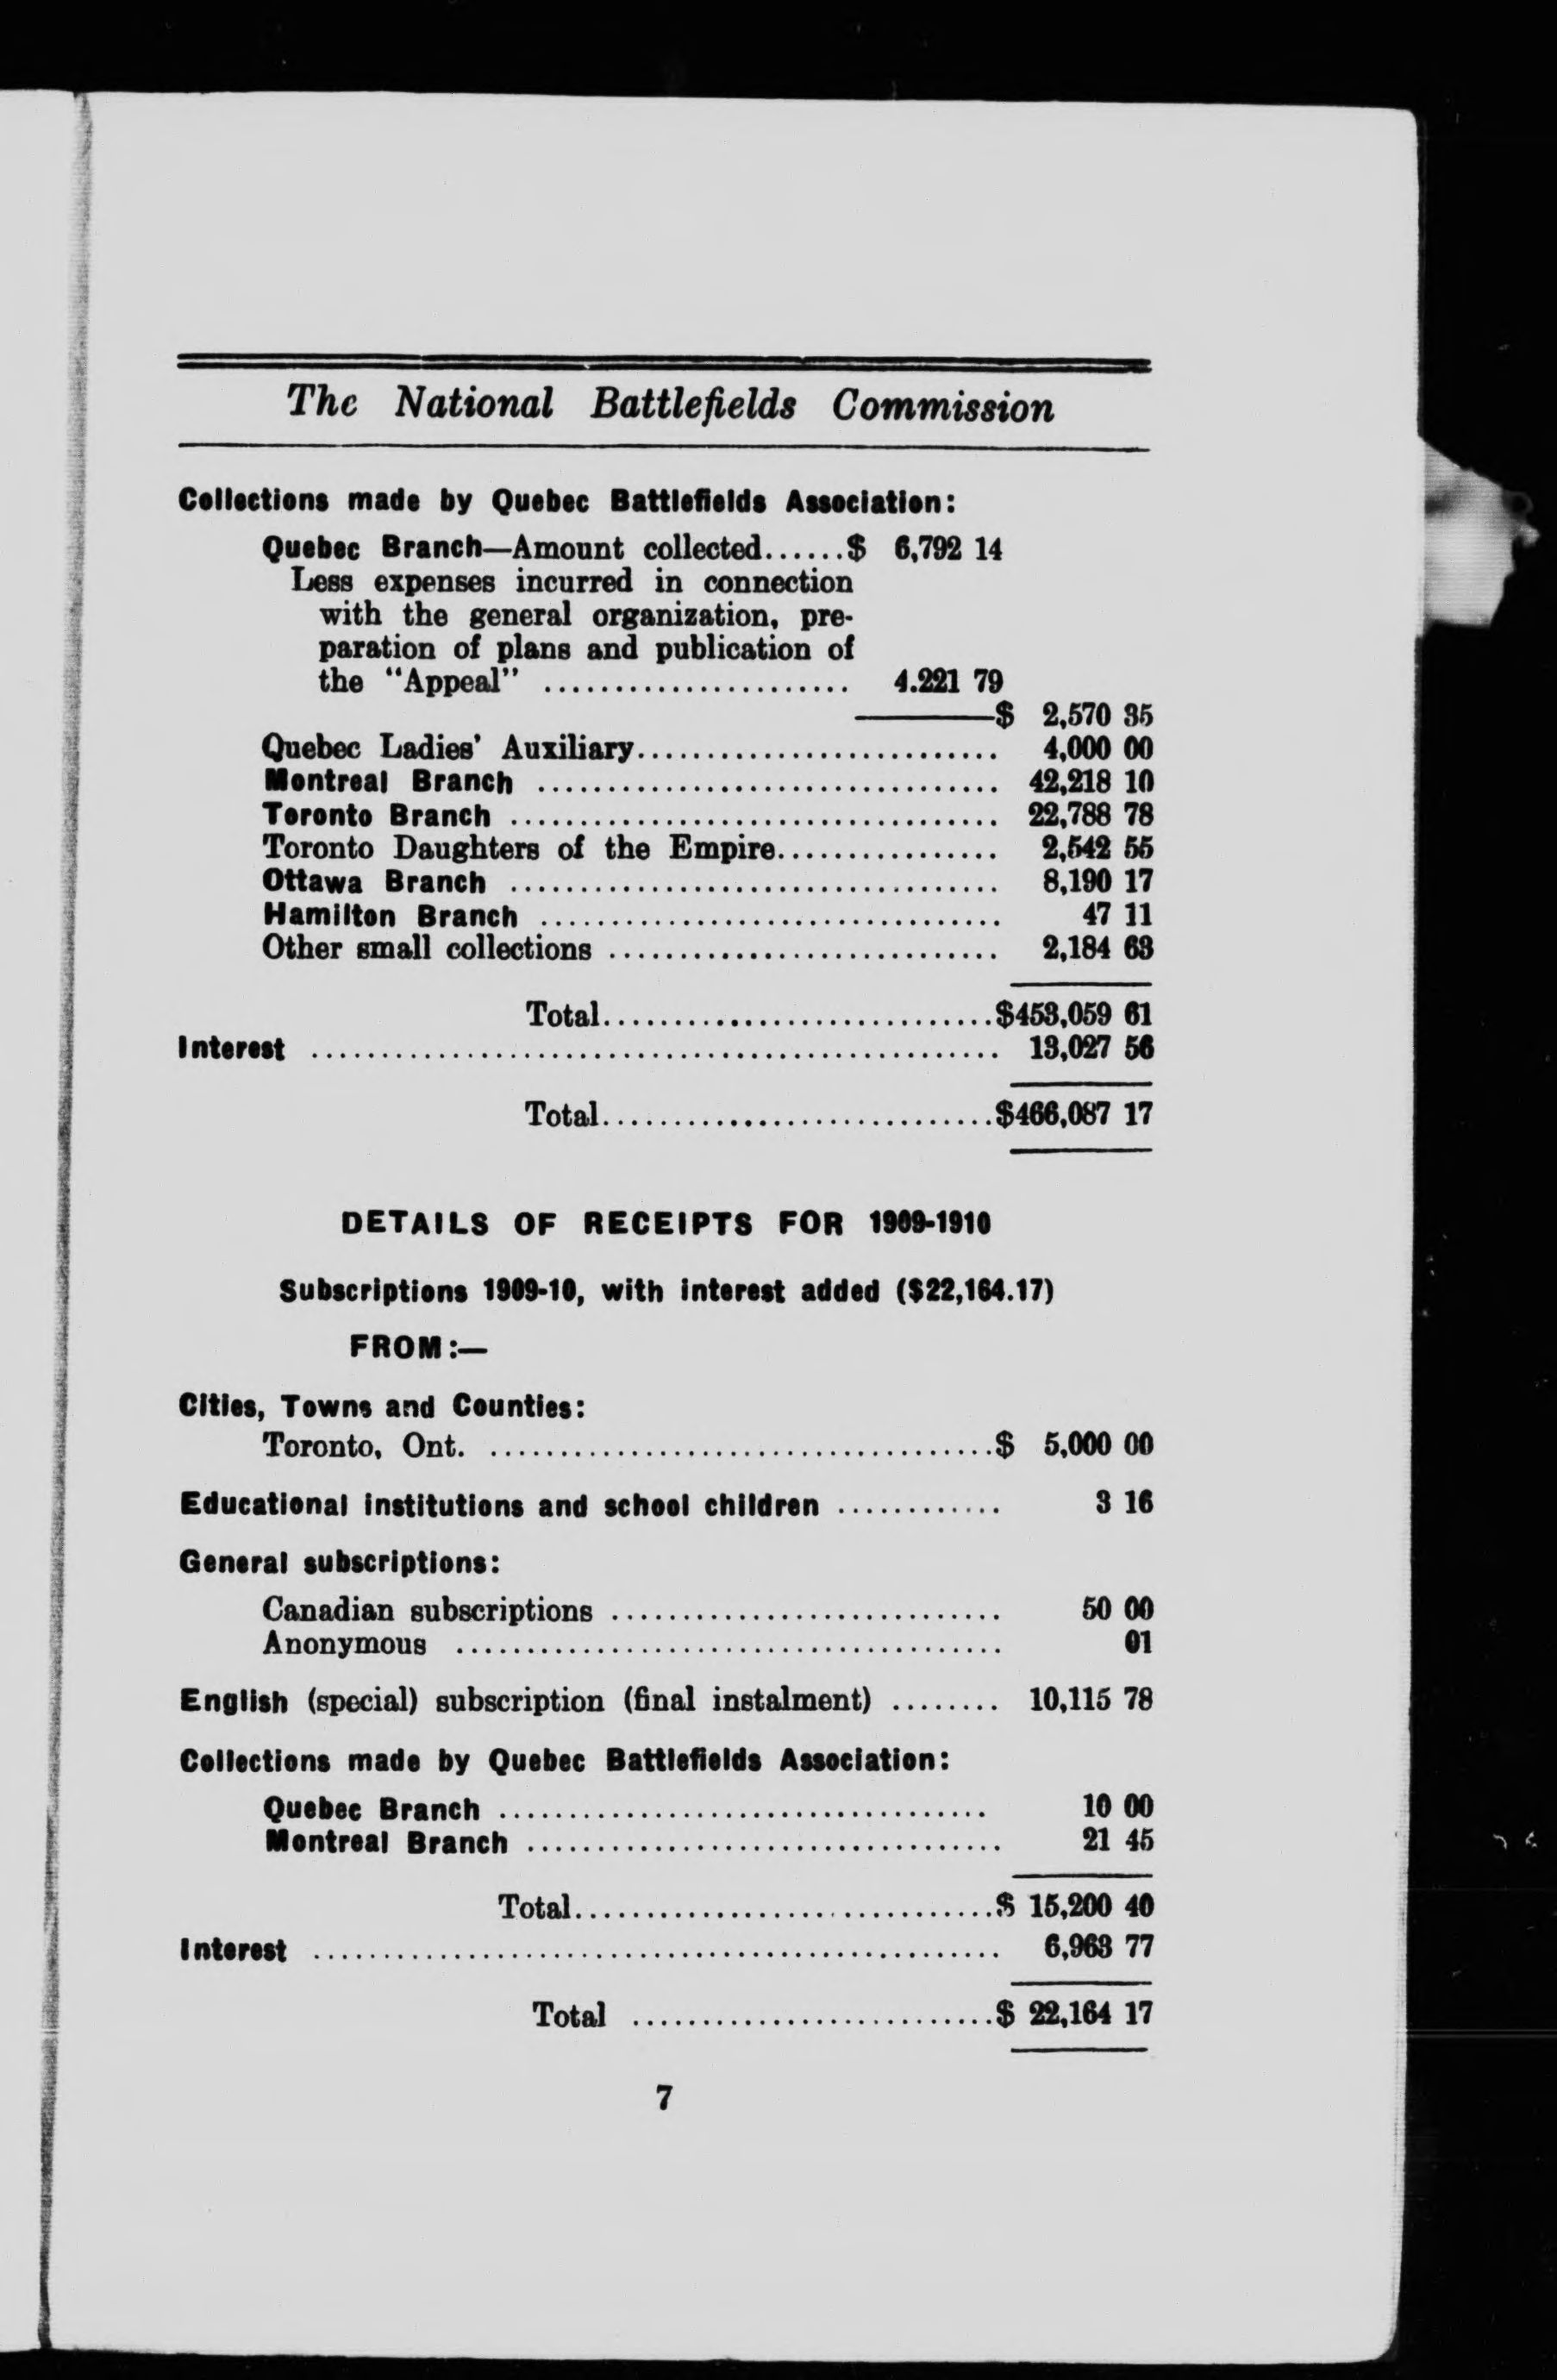 The National Battlefields Commission
Collections made by Quebec Battlefields Association:
Quebec Branch—Amount collected......$ 6,792 14
Less expenses incurred in connection
with the general organization, pre-
paration of plans and publication of
the "Appeal" ...................... 4.221 79
$ 2,570 35
Quebec Ladies' Auxiliary.......................... 4,000 00
Montreal Branch ................................. 42,218 10
Toronto Branch ................................... 22,788 78
Toronto Daughters of the Empire................ 2,542 55
Ottawa Branch ................................... 8,190 17
Hamilton Branch ................................. 47 11
Other small collections ............................ 2,184 63
Total............................$453,059 61
Interest ................................................. 13,027 56
Total............................$466,087 17
DETAILS OF RECEIPTS FOR 1909-1910
Subscriptions 1909-10, with interest added ($22,164.17)
FROM:—
Cities, Towns and Counties:
Toronto, Ont. ....................................$ 5,000 00
Educational institutions and school children ............ 3 16
General subscriptions:
Canadian subscriptions ............................ 50 00
Anonymous ....................................... 01
English (special) subscription (final instalment) ........ 10,115 78
Collections made by Quebec Battlefields Association:
Quebec Branch ................................... 10 00
Montreal Branch .................................. 21 45
Total..............................$ 15,200 40
Interest ................................................. 6,963 77
Total ..........................$ 22,164 17
7